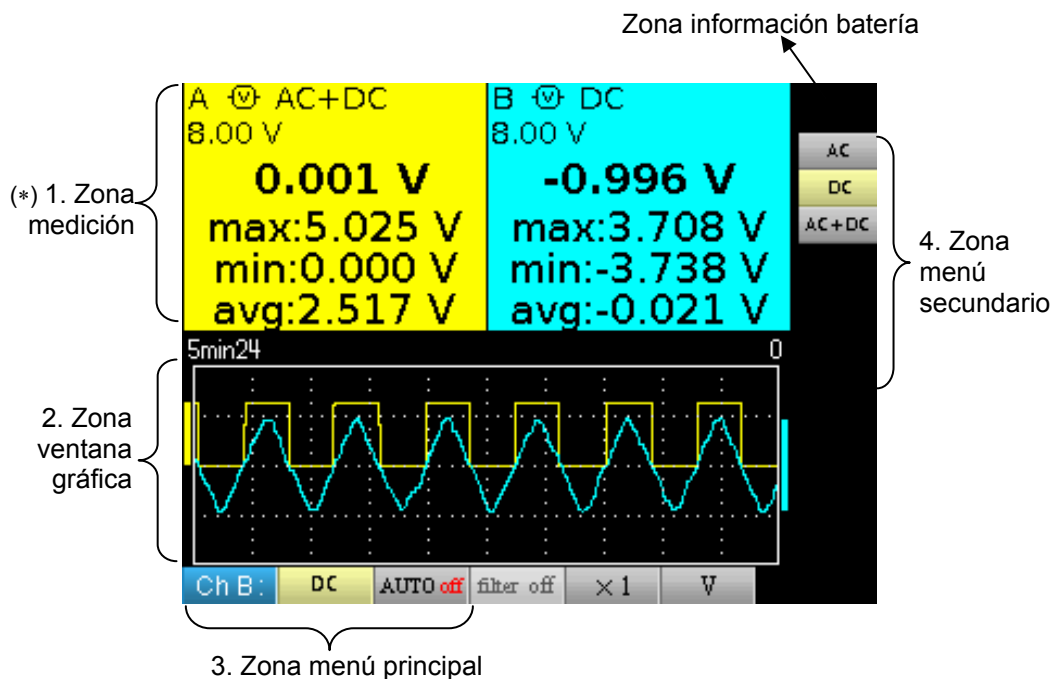 Zona información batería
A V AC+DC
8.00 V
0.001 V
max:5.025 V
min:0.000 V
avg:2.517 V
B V DC
8.00 V
-0.996 V
max:3.708 V
min:-3.738 V
avg:-0.021 V
AC
DC
AC+DC
(*) 1. Zona
medición
4. Zona
menú
secundario
5min24
0
2. Zona
ventana
gráfica
Ch B:
DC
AUTO off
filter off
×1
V
3. Zona menú principal